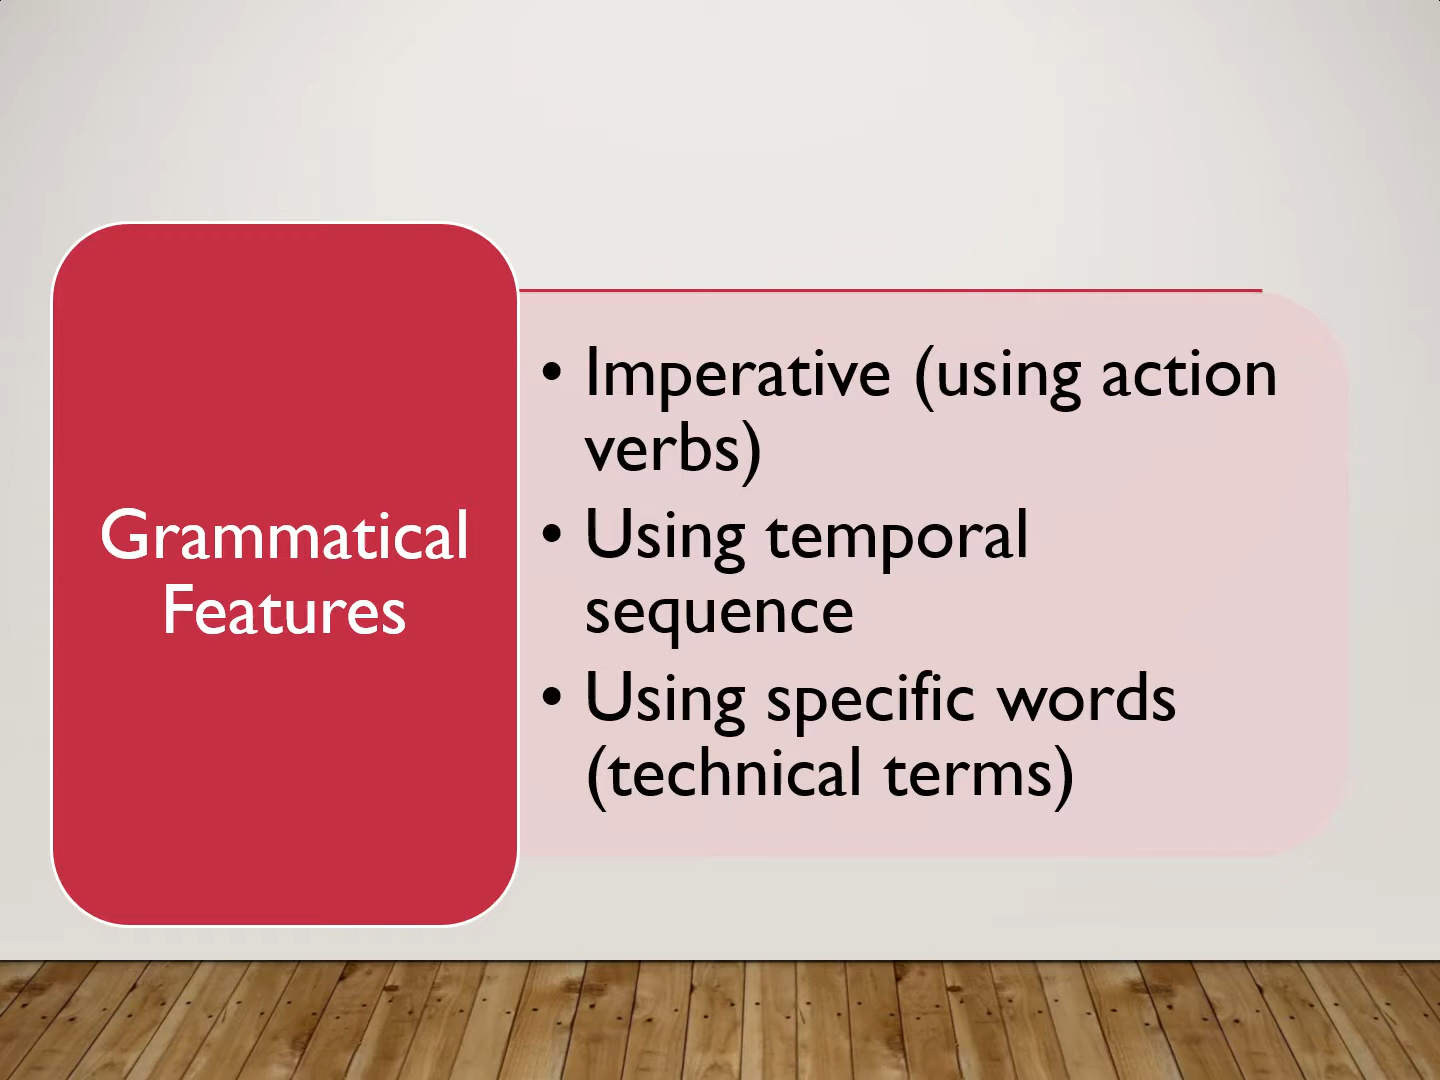 Grammatical
Features
• Imperative (using action
verbs)
• Using temporal
sequence
• Using specific words
(technical terms)